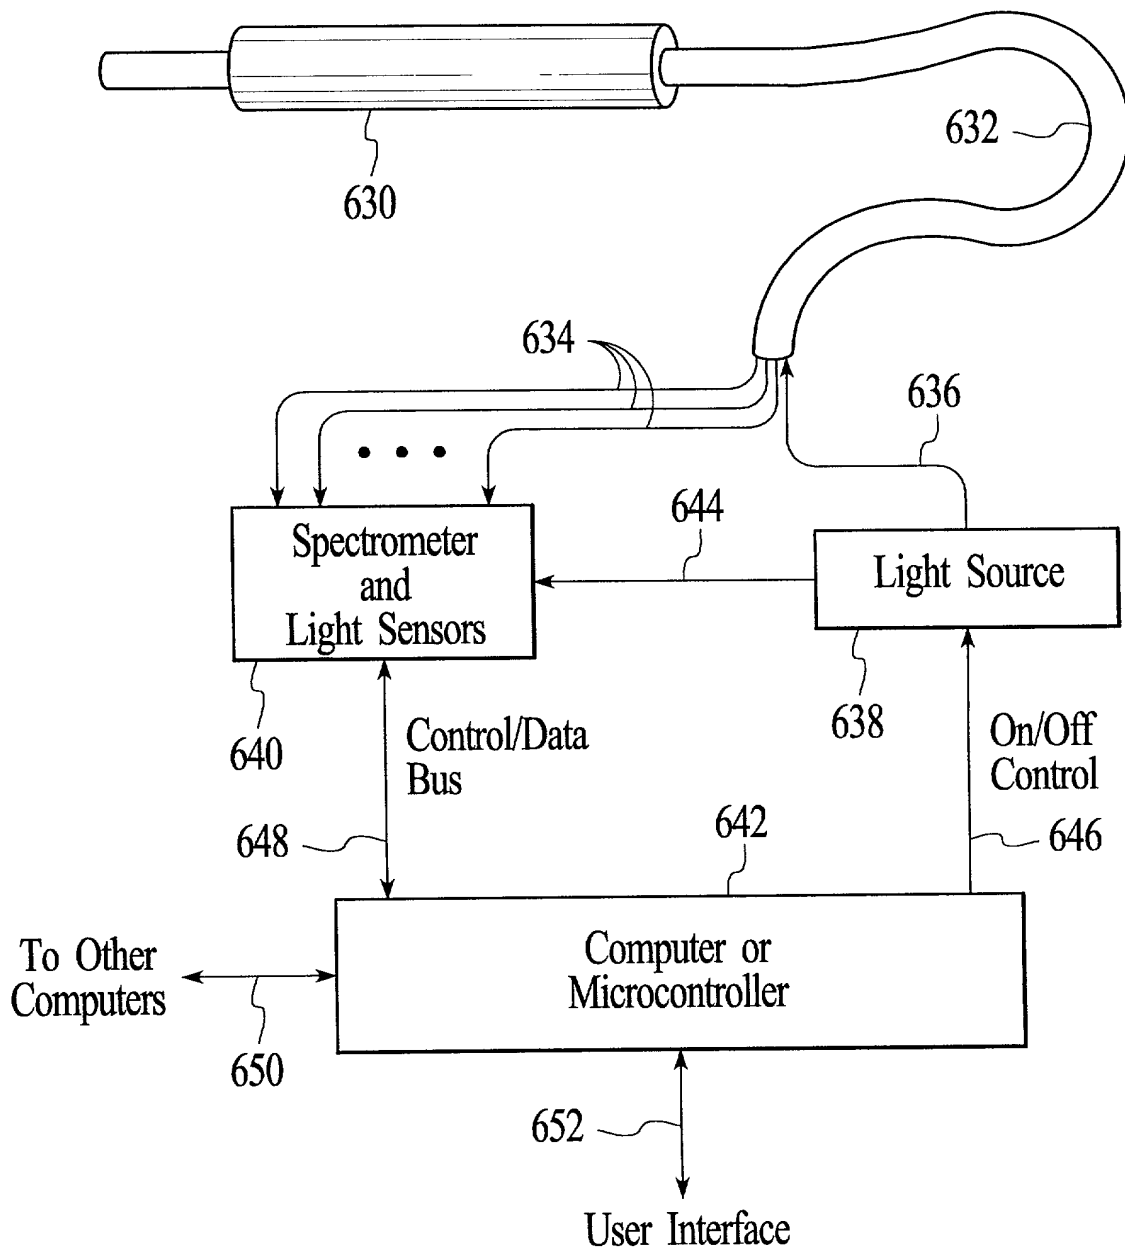 632
630
634
636
644
Spectrometer
and
Light Sensors
Light Source
640
638
Control/Data
Bus
On/Off
Control
648
642
646
To Other
Computers
Computer or
Microcontroller
650
652
User Interface